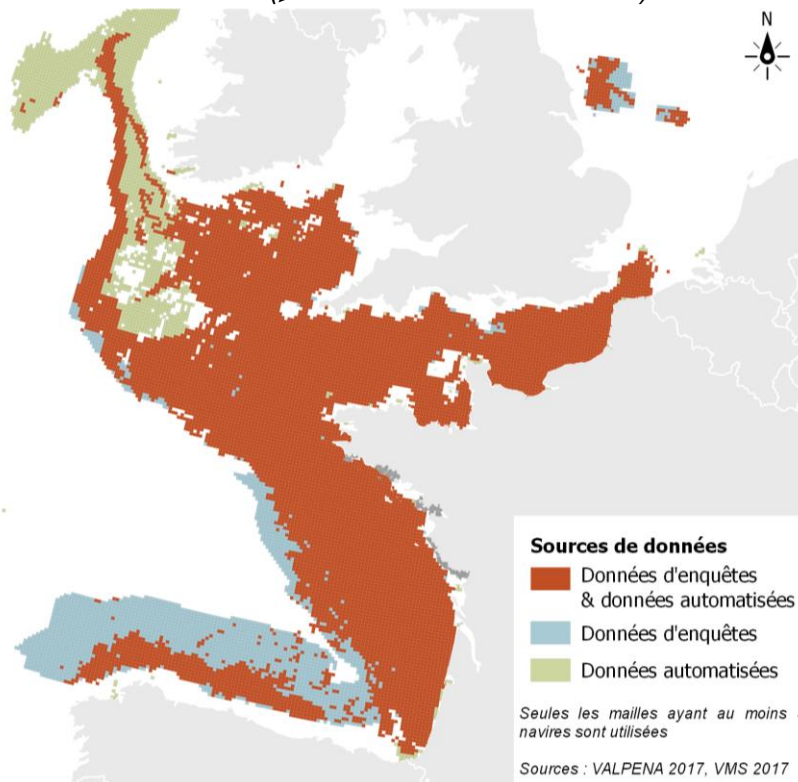 N
Sources de données
Données d'enquêtes
& données automatisées
Données d'enquêtes
Données automatisées
Seules les mailles ayant au moins
navires sont utilisées
Sources : VALPENA 2017, VMS 2017